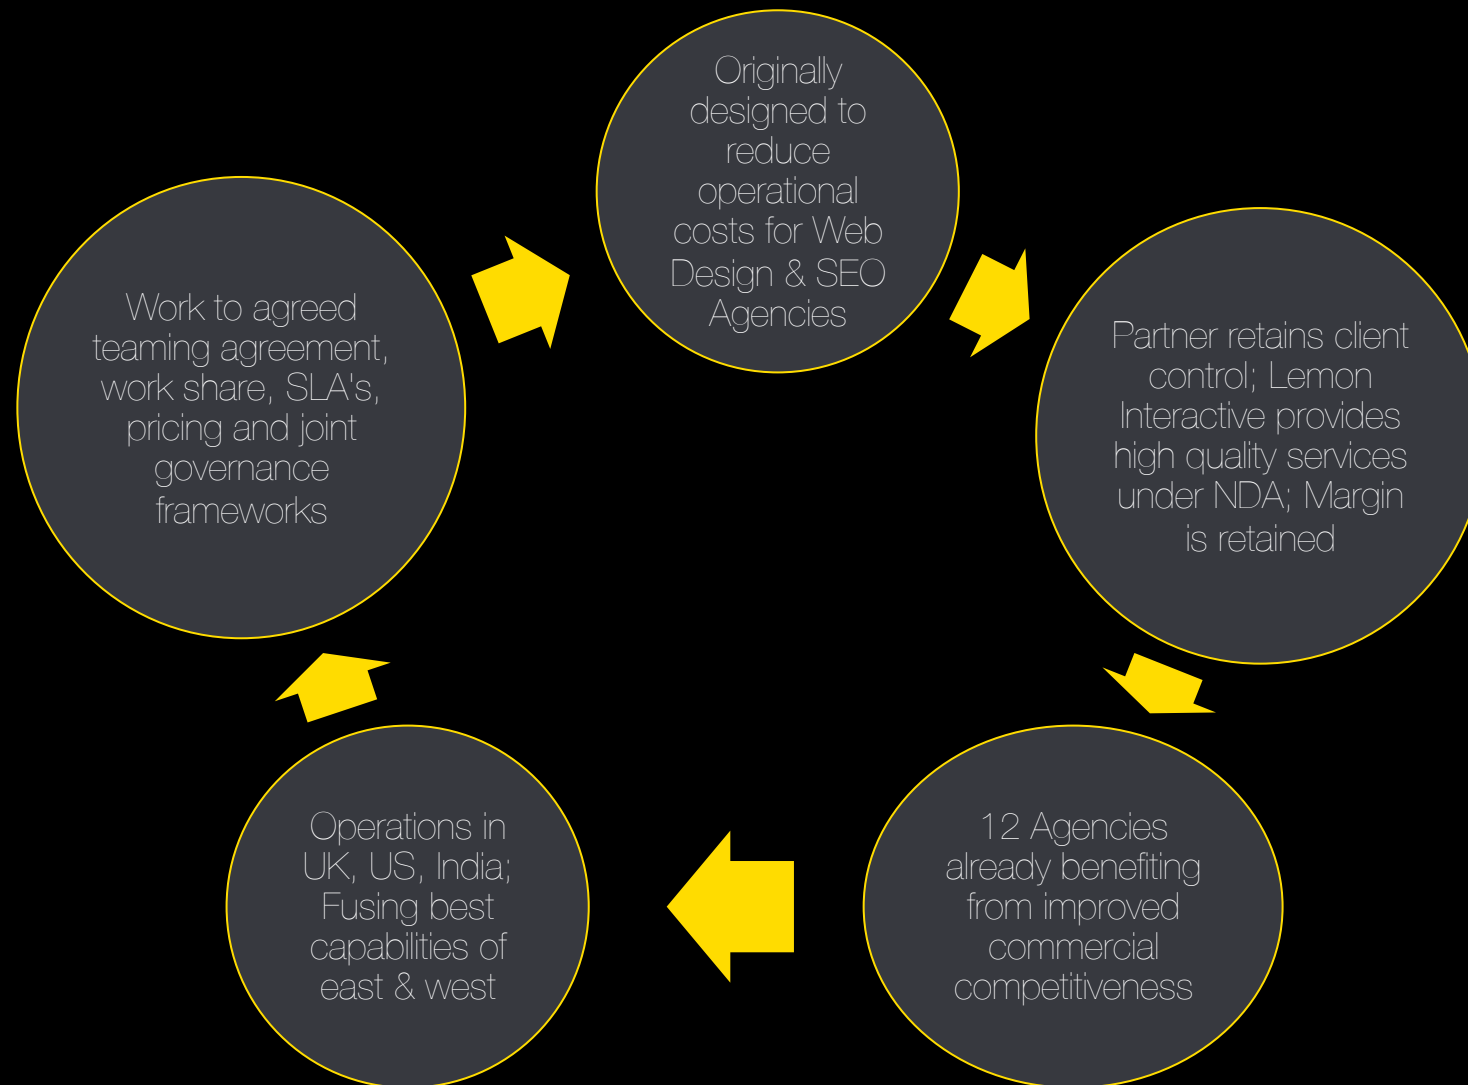 Originally
designed to
reduce
operational
costs for Web
Design & SEO
Agencies
Partner retains client
control; Lemon
Interactive provides
high quality services
under NDA; Margin
is retained
12 Agencies
already benefiting
from improved
commercial
competitiveness
Operations in
UK, US, India;
Fusing best
capabilities of
east & west
Work to agreed
teaming agreement,
work share, SLA's,
pricing and joint
governance
frameworks